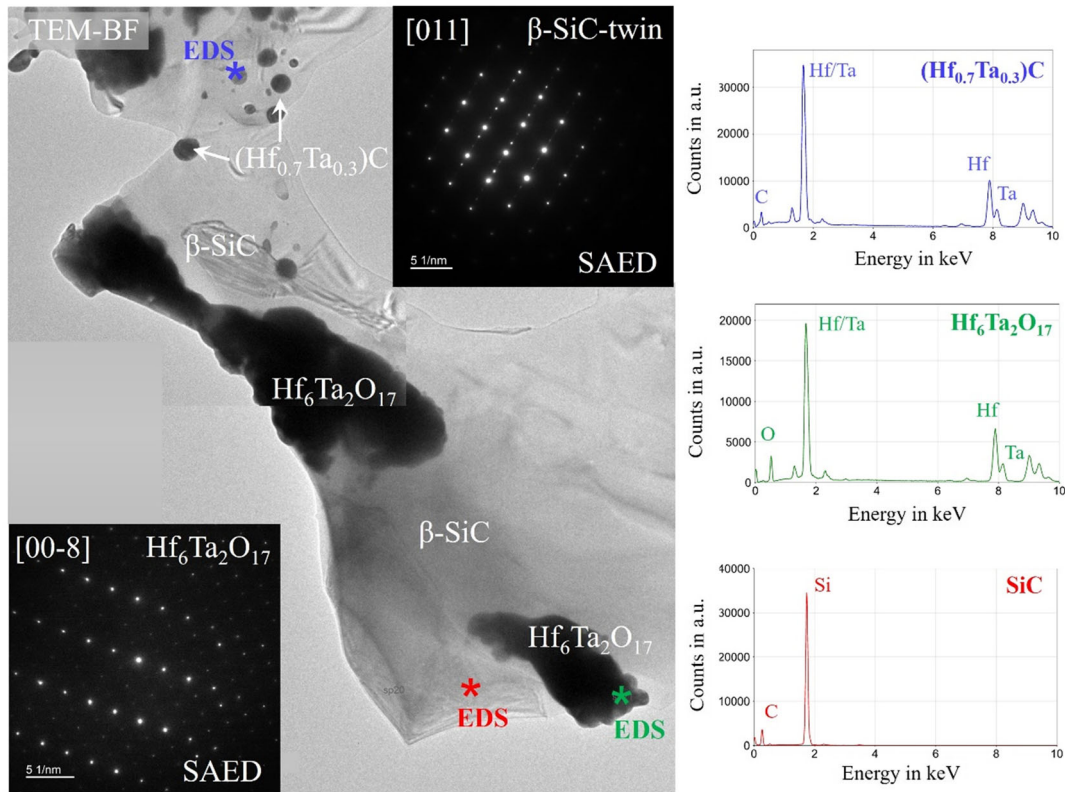 TEM-BF
EDS
*
(Hf₀.₇Ta₀.₃)C
β-SiC
Hf₆Ta₂O₁₇
β-SiC
Hf₆Ta₂O₁₇
sp20
*
EDS
*
EDS
[011] β-SiC-twin
5 1/nm
SAED
[00-8] Hf₆Ta₂O₁₇
5 1/nm
SAED
(Hf₀.₇Ta₀.₃)C
Hf/Ta
Hf
Ta
C
Counts in a.u.
30000
20000
10000
0
0 2 4 6 8 10
Energy in keV
Hf₆Ta₂O₁₇
Hf/Ta
Hf
Ta
O
Counts in a.u.
20000
15000
10000
5000
0
0 2 4 6 8 10
Energy in keV
SiC
Si
C
Counts in a.u.
40000
30000
20000
10000
0
0 2 4 6 8 10
Energy in keV